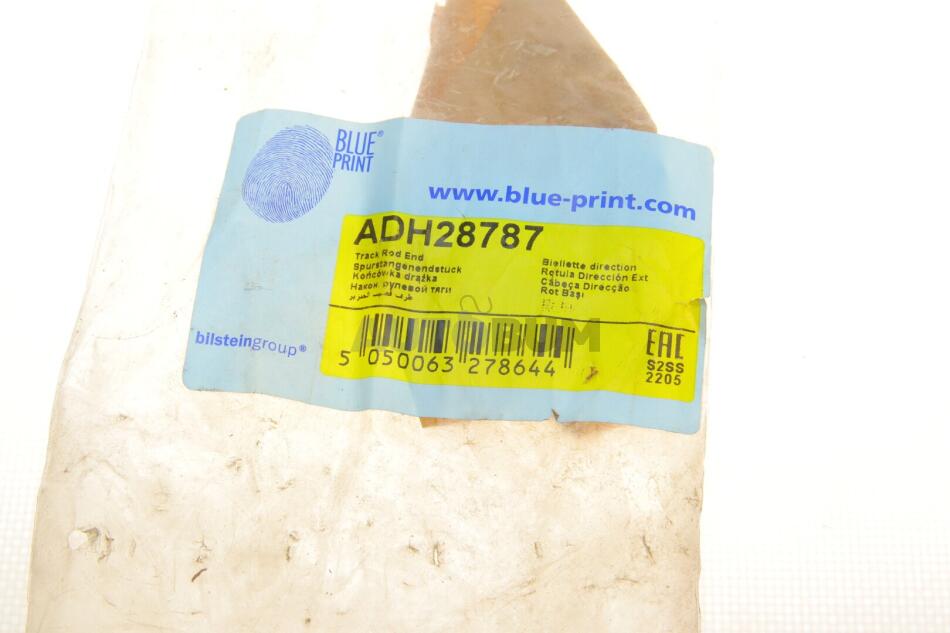 BLUE®
PRINT
www.blue-print.com
ADH28787
Track Rod End
Spurstangenendstück
Końcówka drążka
Након. рулевой тяги
Biellette direction
Rotula Dirección Ext
Cabeça Direcção
Rot Başı
bilsteingroup®
5 050063 278644
EAC
S2SS
2205